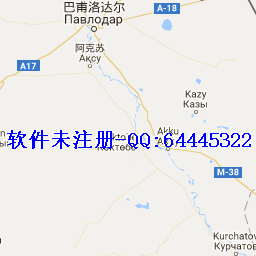 巴甫洛达尔
Павлодар
A-18
阿克苏
Ақсу
A17
Kazy
Казы
软件未注册-QQ:64445322
Akku
Көктөбе
M-38
Kurchatov
Курчатов